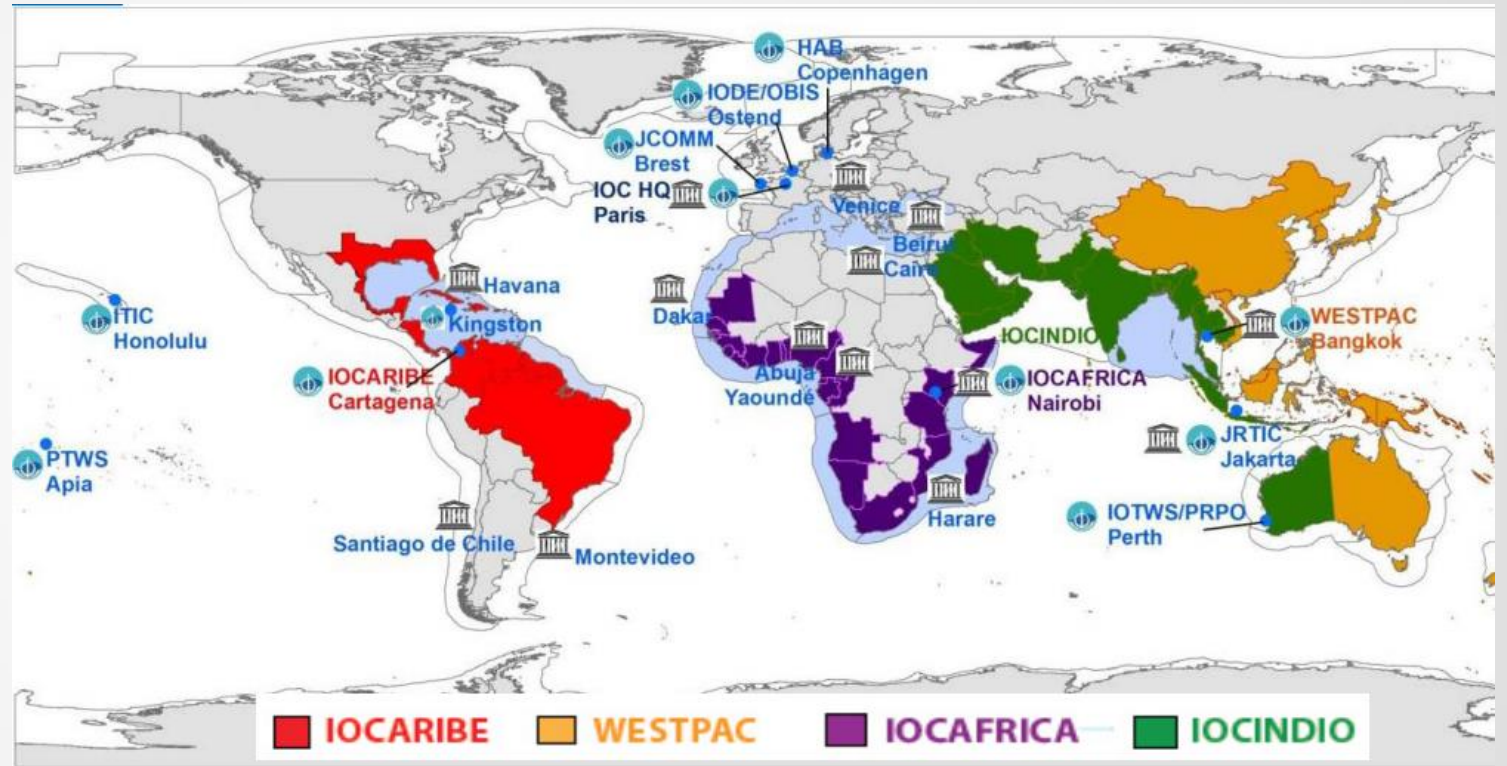 HAB
Copenhagen
IODE/OBIS
Ostend
JCOMM
Brest
IOC HQ
Paris
Venice
Beirut
Cairo
Havana
Kingston
Dakar
ITIC
Honolulu
IOCARIBE
Cartagena
Abuja
Yaoundé
IOCINDIO
WESTPAC
Bangkok
IOCAFRICA
Nairobi
JRTIC
Jakarta
PTWS
Apia
IOTWS/PRPO
Perth
Harare
Santiago de Chile
Montevideo
IOCARIBE
WESTPAC
IOCAFRICA
IOCINDIO